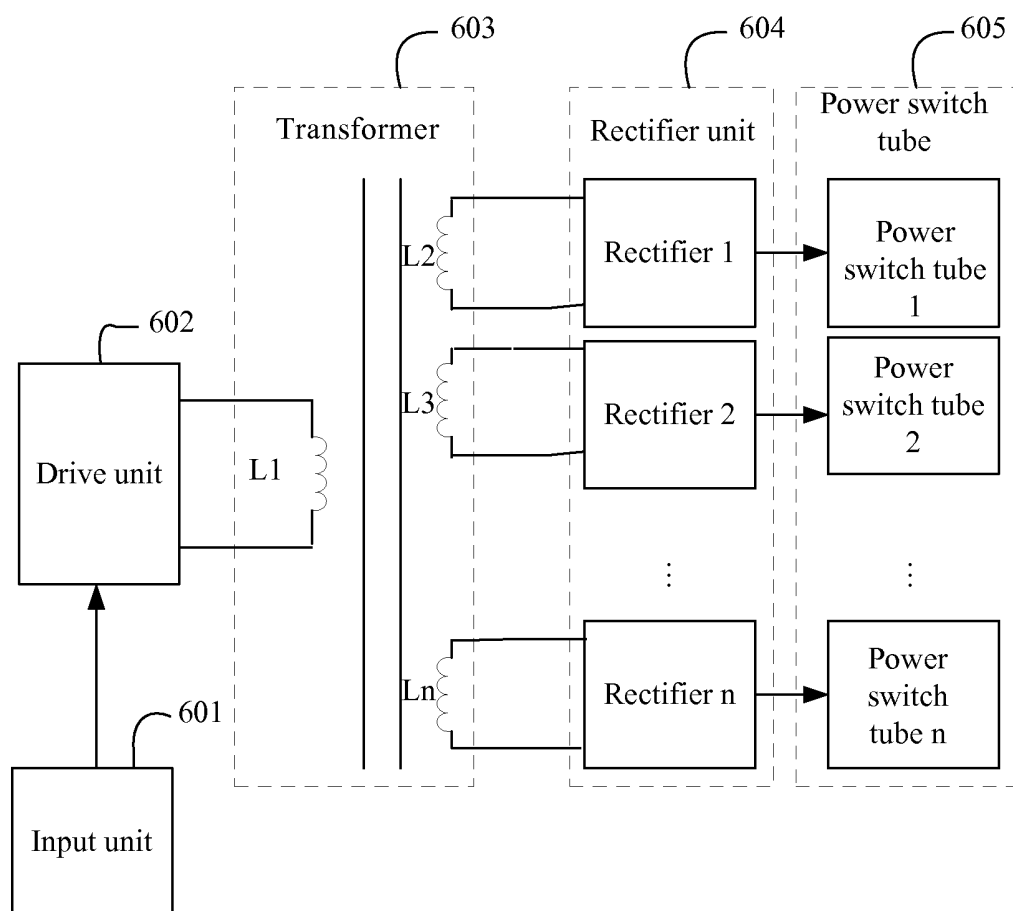 603
604
605
Transformer
Rectifier unit
Power switch
tube
L2
Rectifier 1
Power
switch tube
1
602
L3
Rectifier 2
Power
switch tube
2
Drive unit
L1
⋮
⋮
Ln
Rectifier n
Power
switch
tube n
601
Input unit